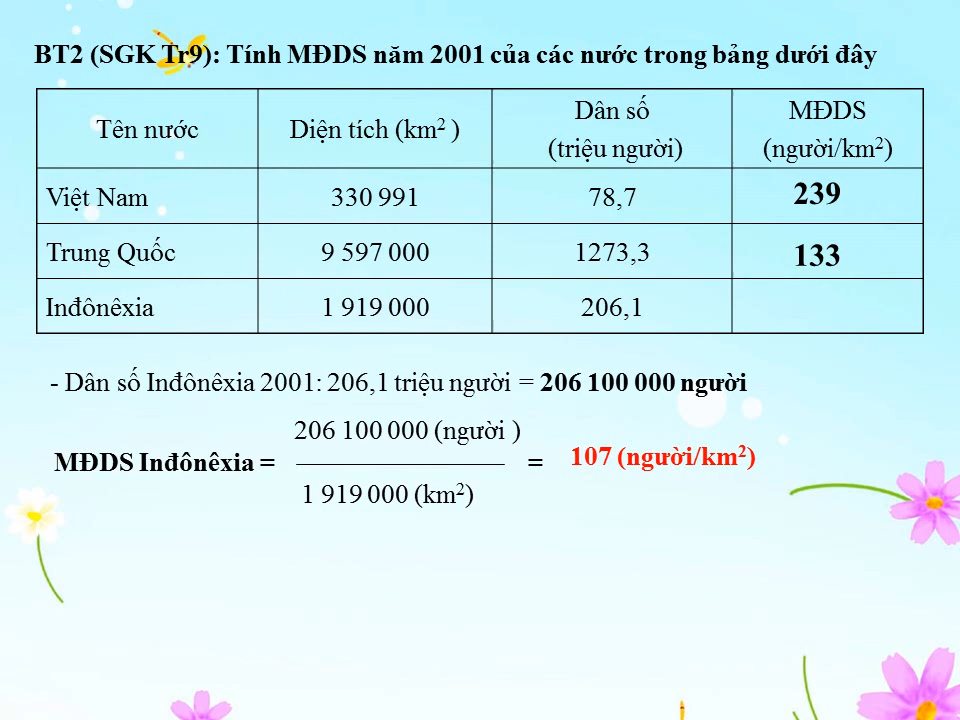 BT2 (SGK Tr9): Tính MĐDS năm 2001 của các nước trong bảng dưới đây
Tên nước Diện tích (km²) Dân số (triệu người) MĐDS (người/km²)
Việt Nam 330 991 78,7 239
Trung Quốc 9 597 000 1273,3 133
Inđônêxia 1 919 000 206,1
- Dân số Inđônêxia 2001: 206,1 triệu người = 206 100 000 người
206 100 000 (người )
MĐDS Inđônêxia = = 107 (người/km²)
1 919 000 (km²)